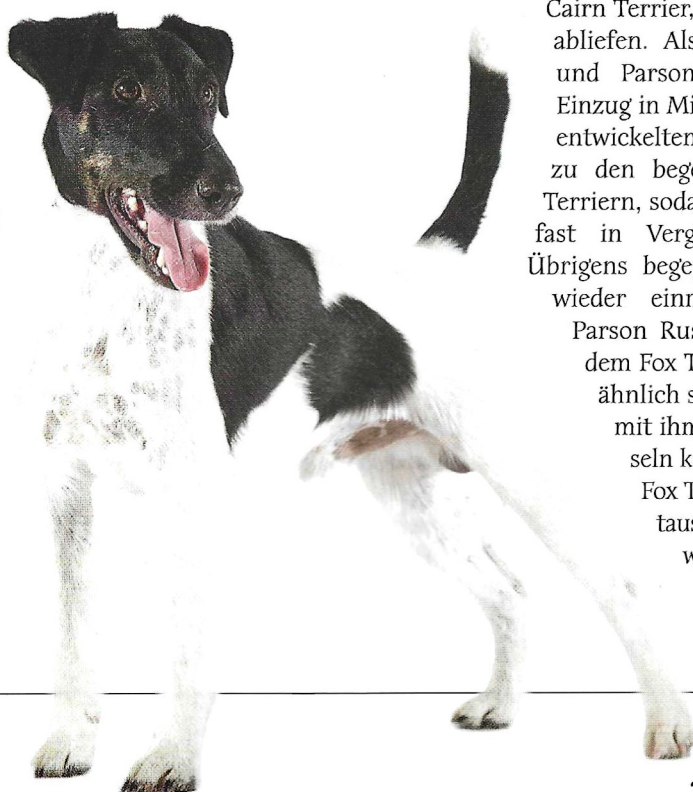 Cairn Terrier,
abliefen. Als
und Parson
Einzug in Mi
entwickelten
zu den bege
Terriern, soda
fast in Verg
Übrigens bege
wieder einm
Parson Rus
dem Fox T
ähnlich s
mit ihm
seln k
Fox T
taus
w